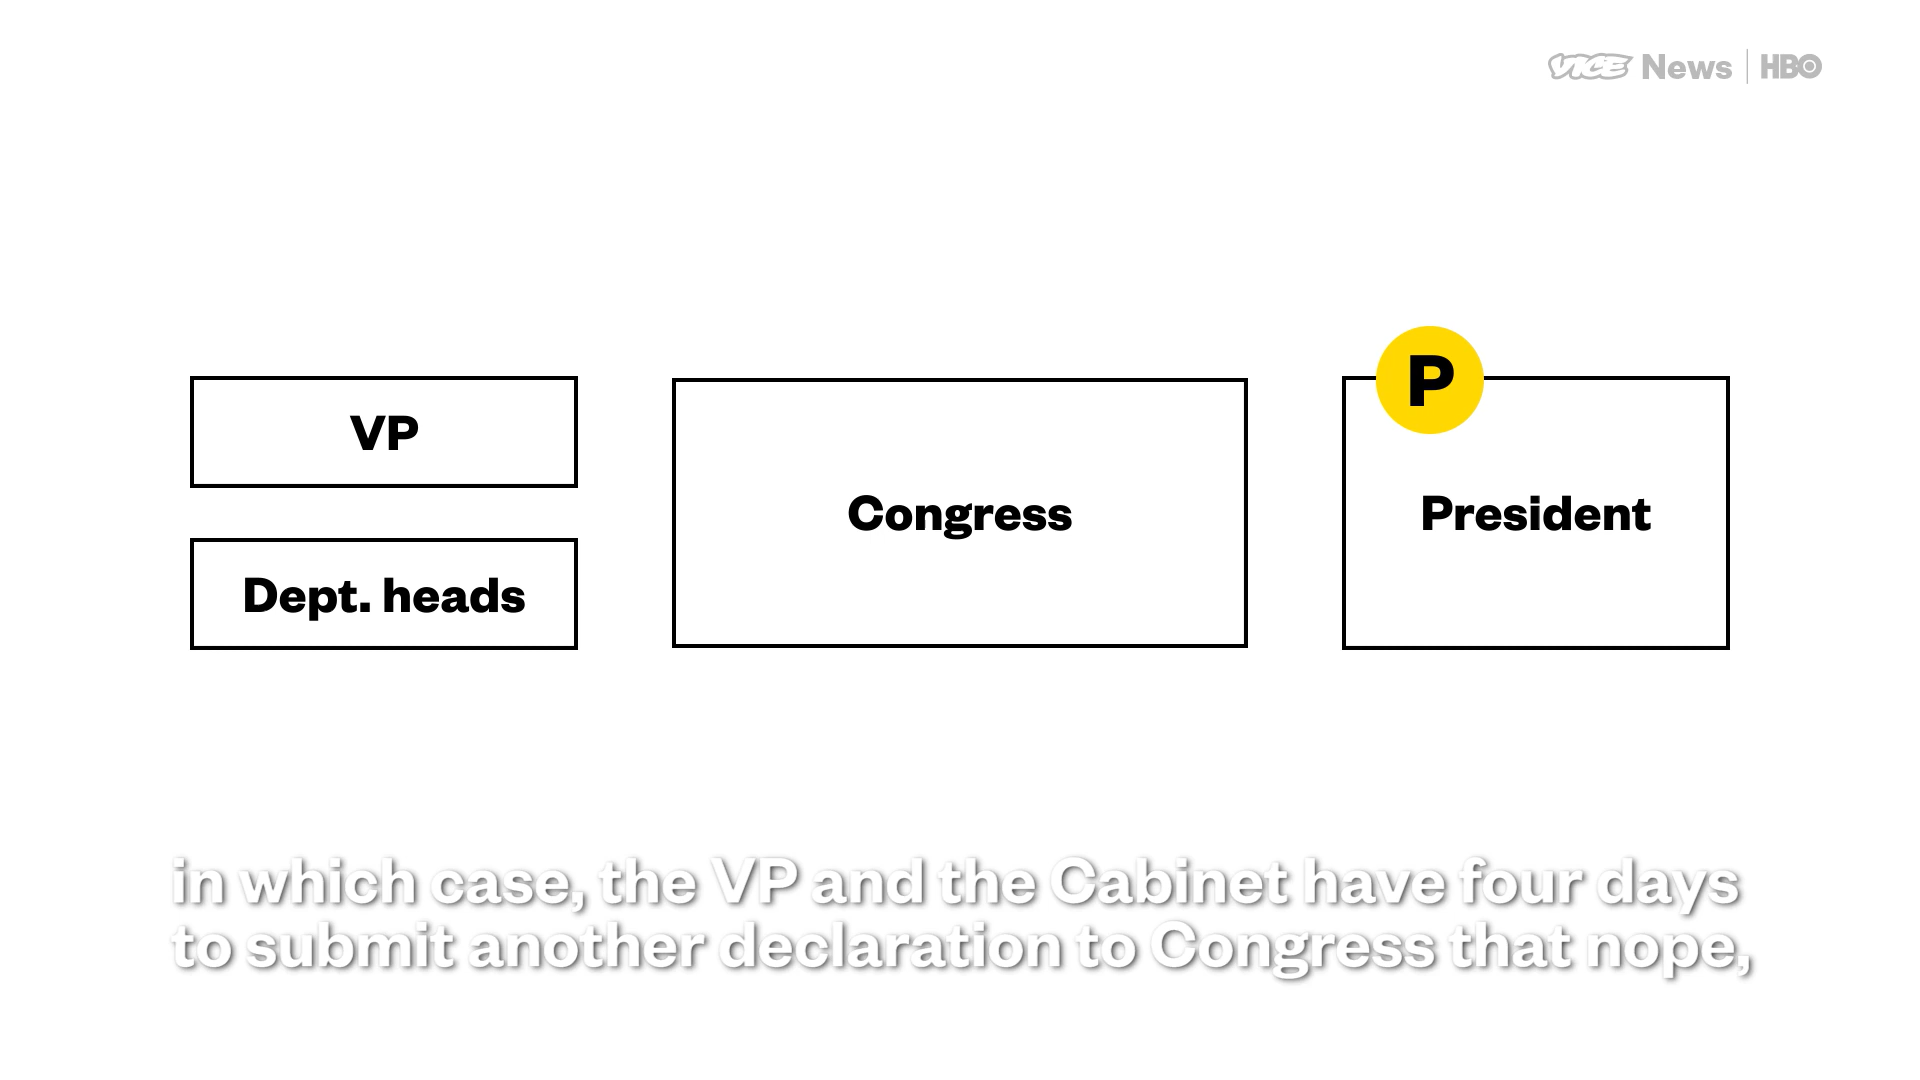 VICE News | HBO
P
VP
Congress
President
Dept. heads
in which case, the VP and the Cabinet have four days
to submit another declaration to Congress that nope,